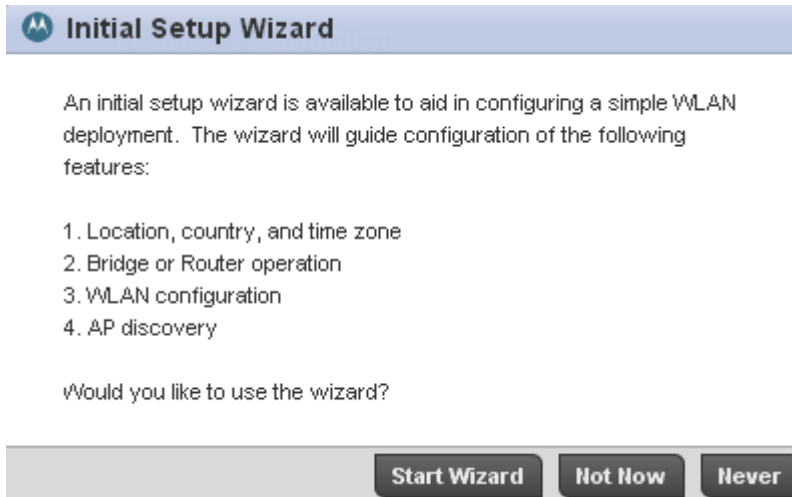 Initial Setup Wizard
An initial setup wizard is available to aid in configuring a simple WLAN
deployment. The wizard will guide configuration of the following
features:
1. Location, country, and time zone
2. Bridge or Router operation
3. WLAN configuration
4. AP discovery
Would you like to use the wizard?
Start Wizard Not Now Never